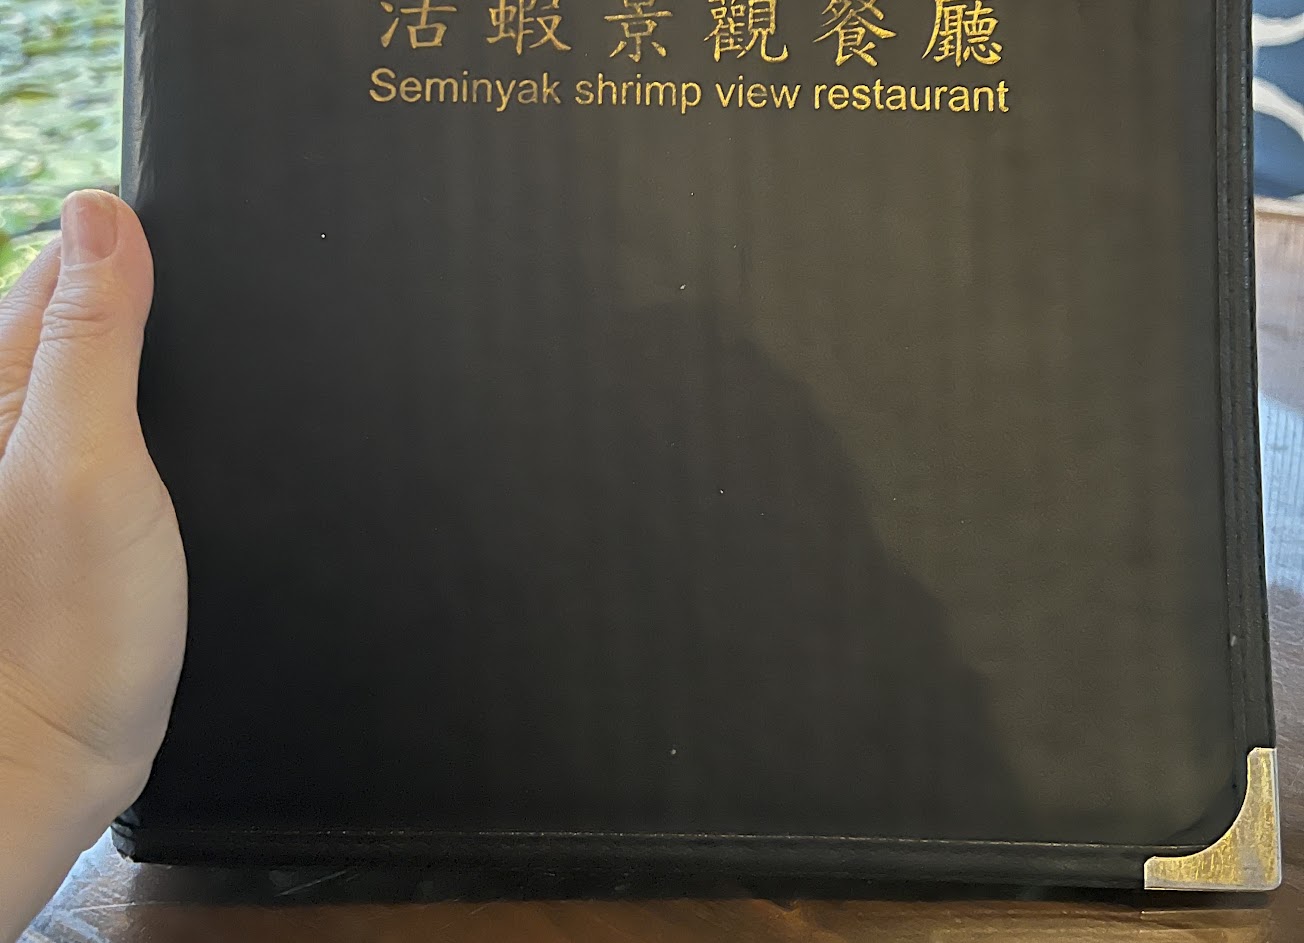 活蝦景觀餐廳
Seminyak shrimp view restaurant